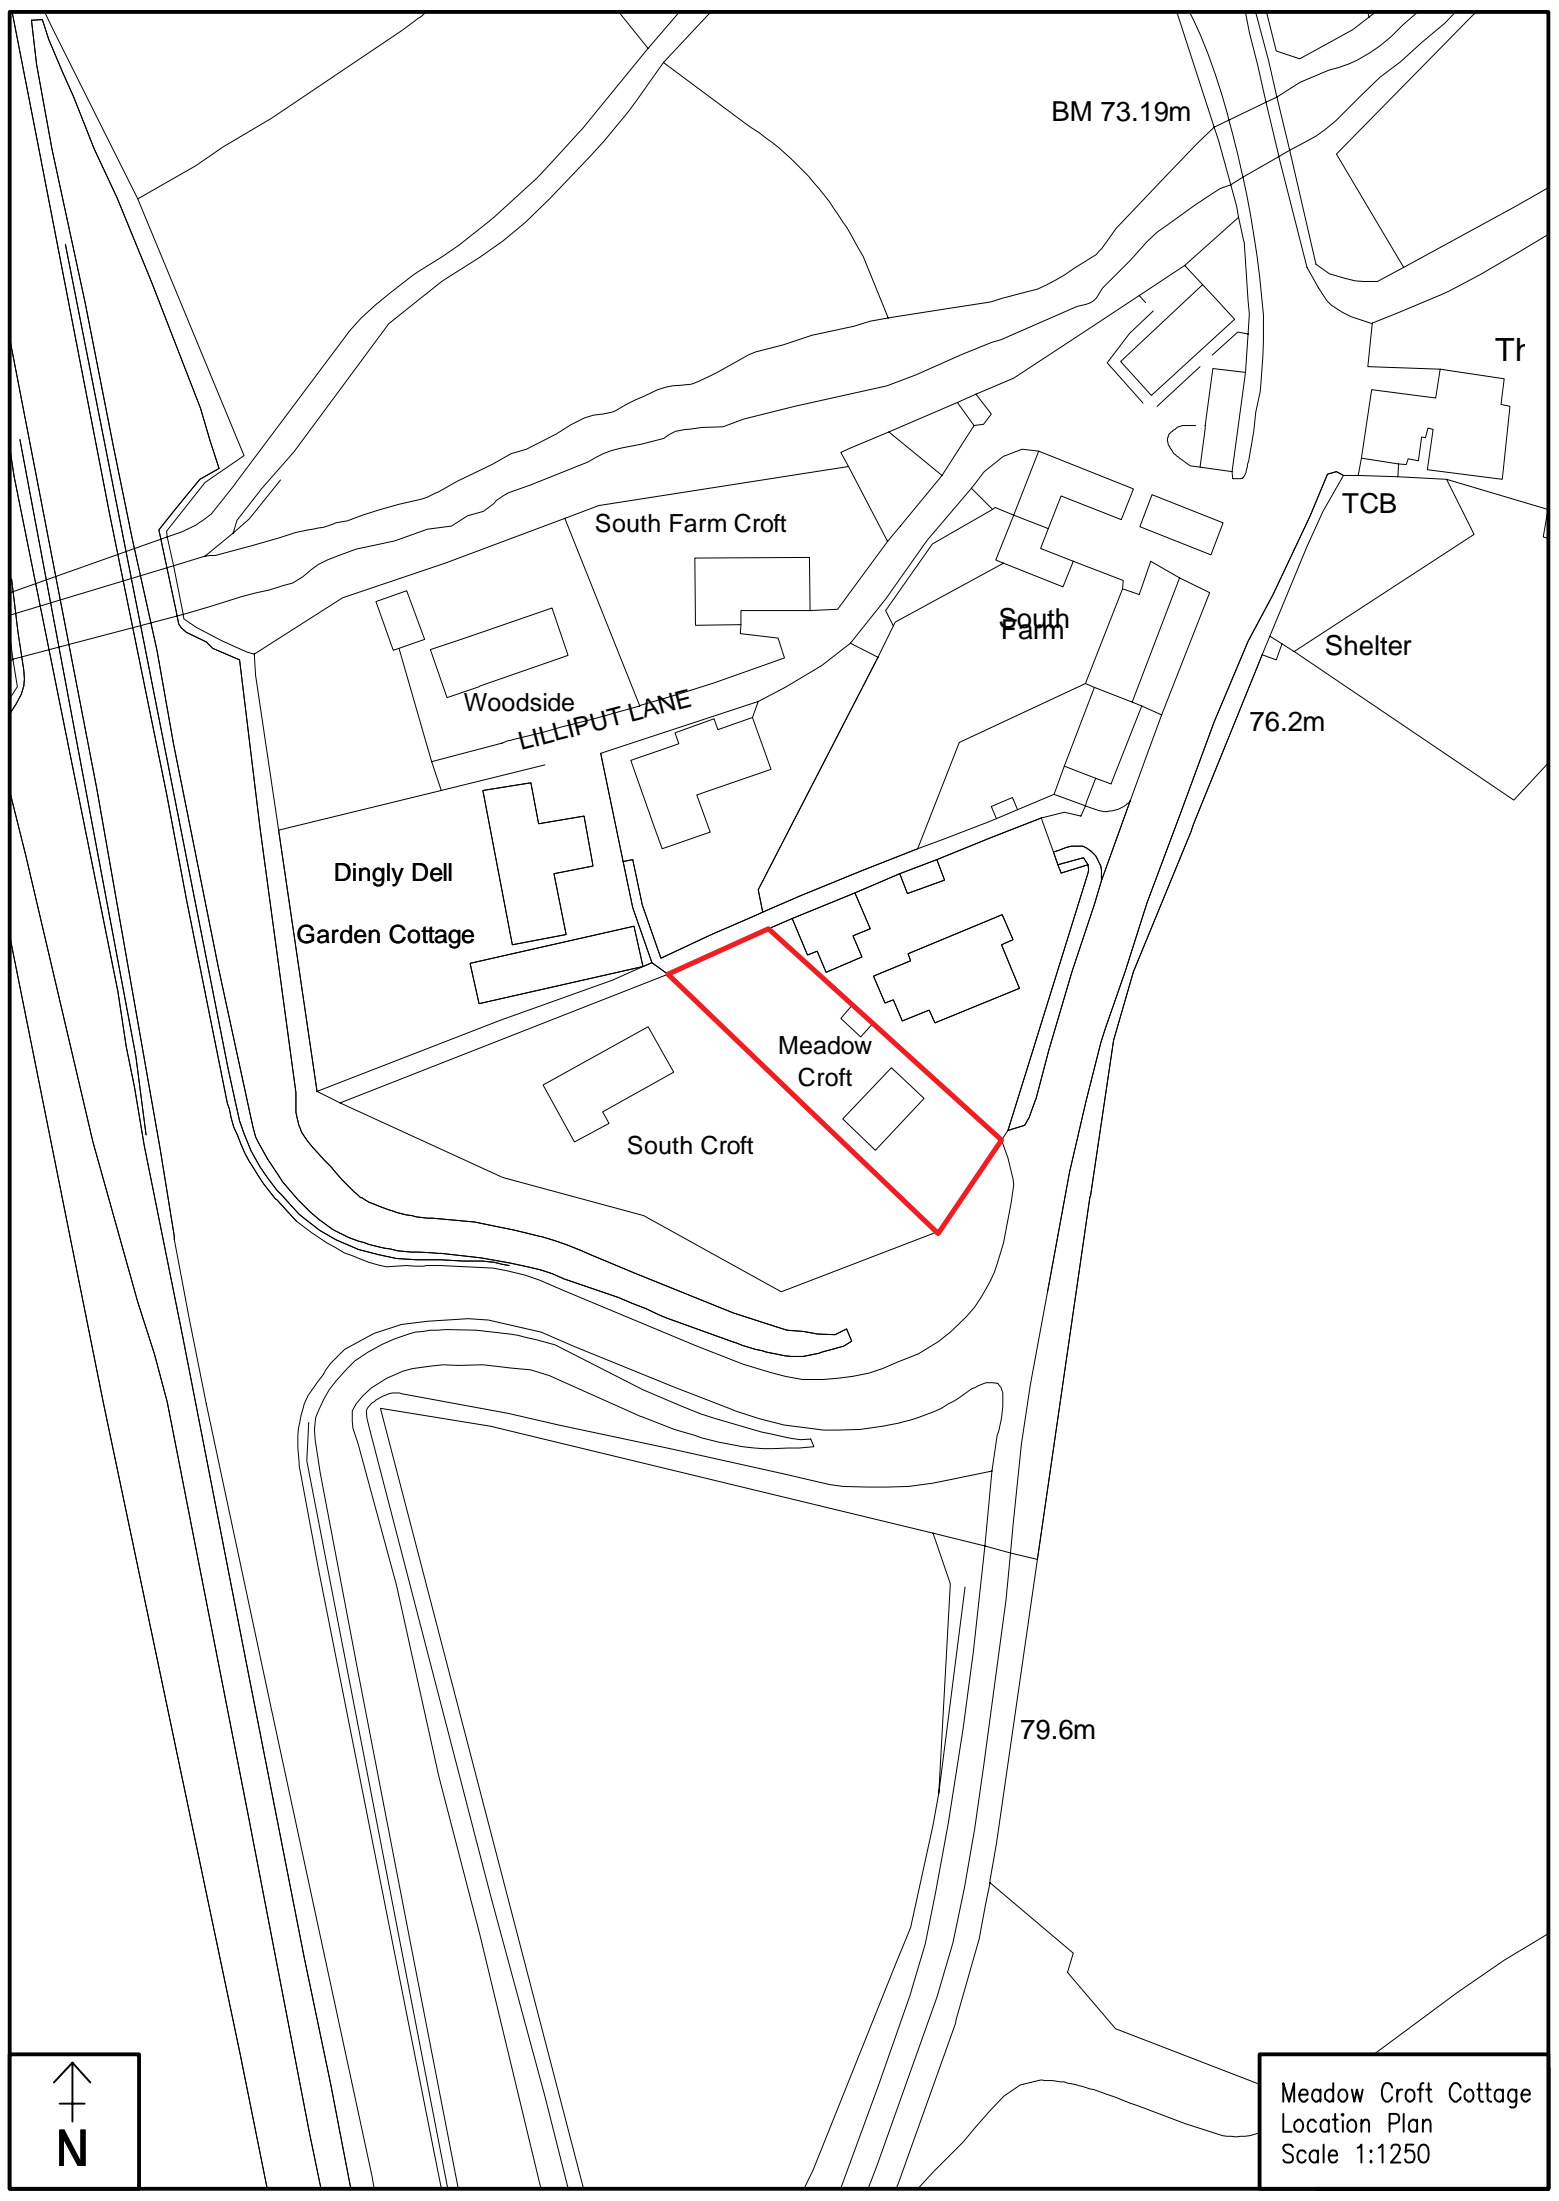 BM 73.19m
TCB
South Farm Croft
South
Farm
Shelter
Woodside
LILLIPUT LANE
76.2m
Dingly Dell
Garden Cottage
Meadow
Croft
South Croft
79.6m
N
Meadow Croft Cottage
Location Plan
Scale 1:1250